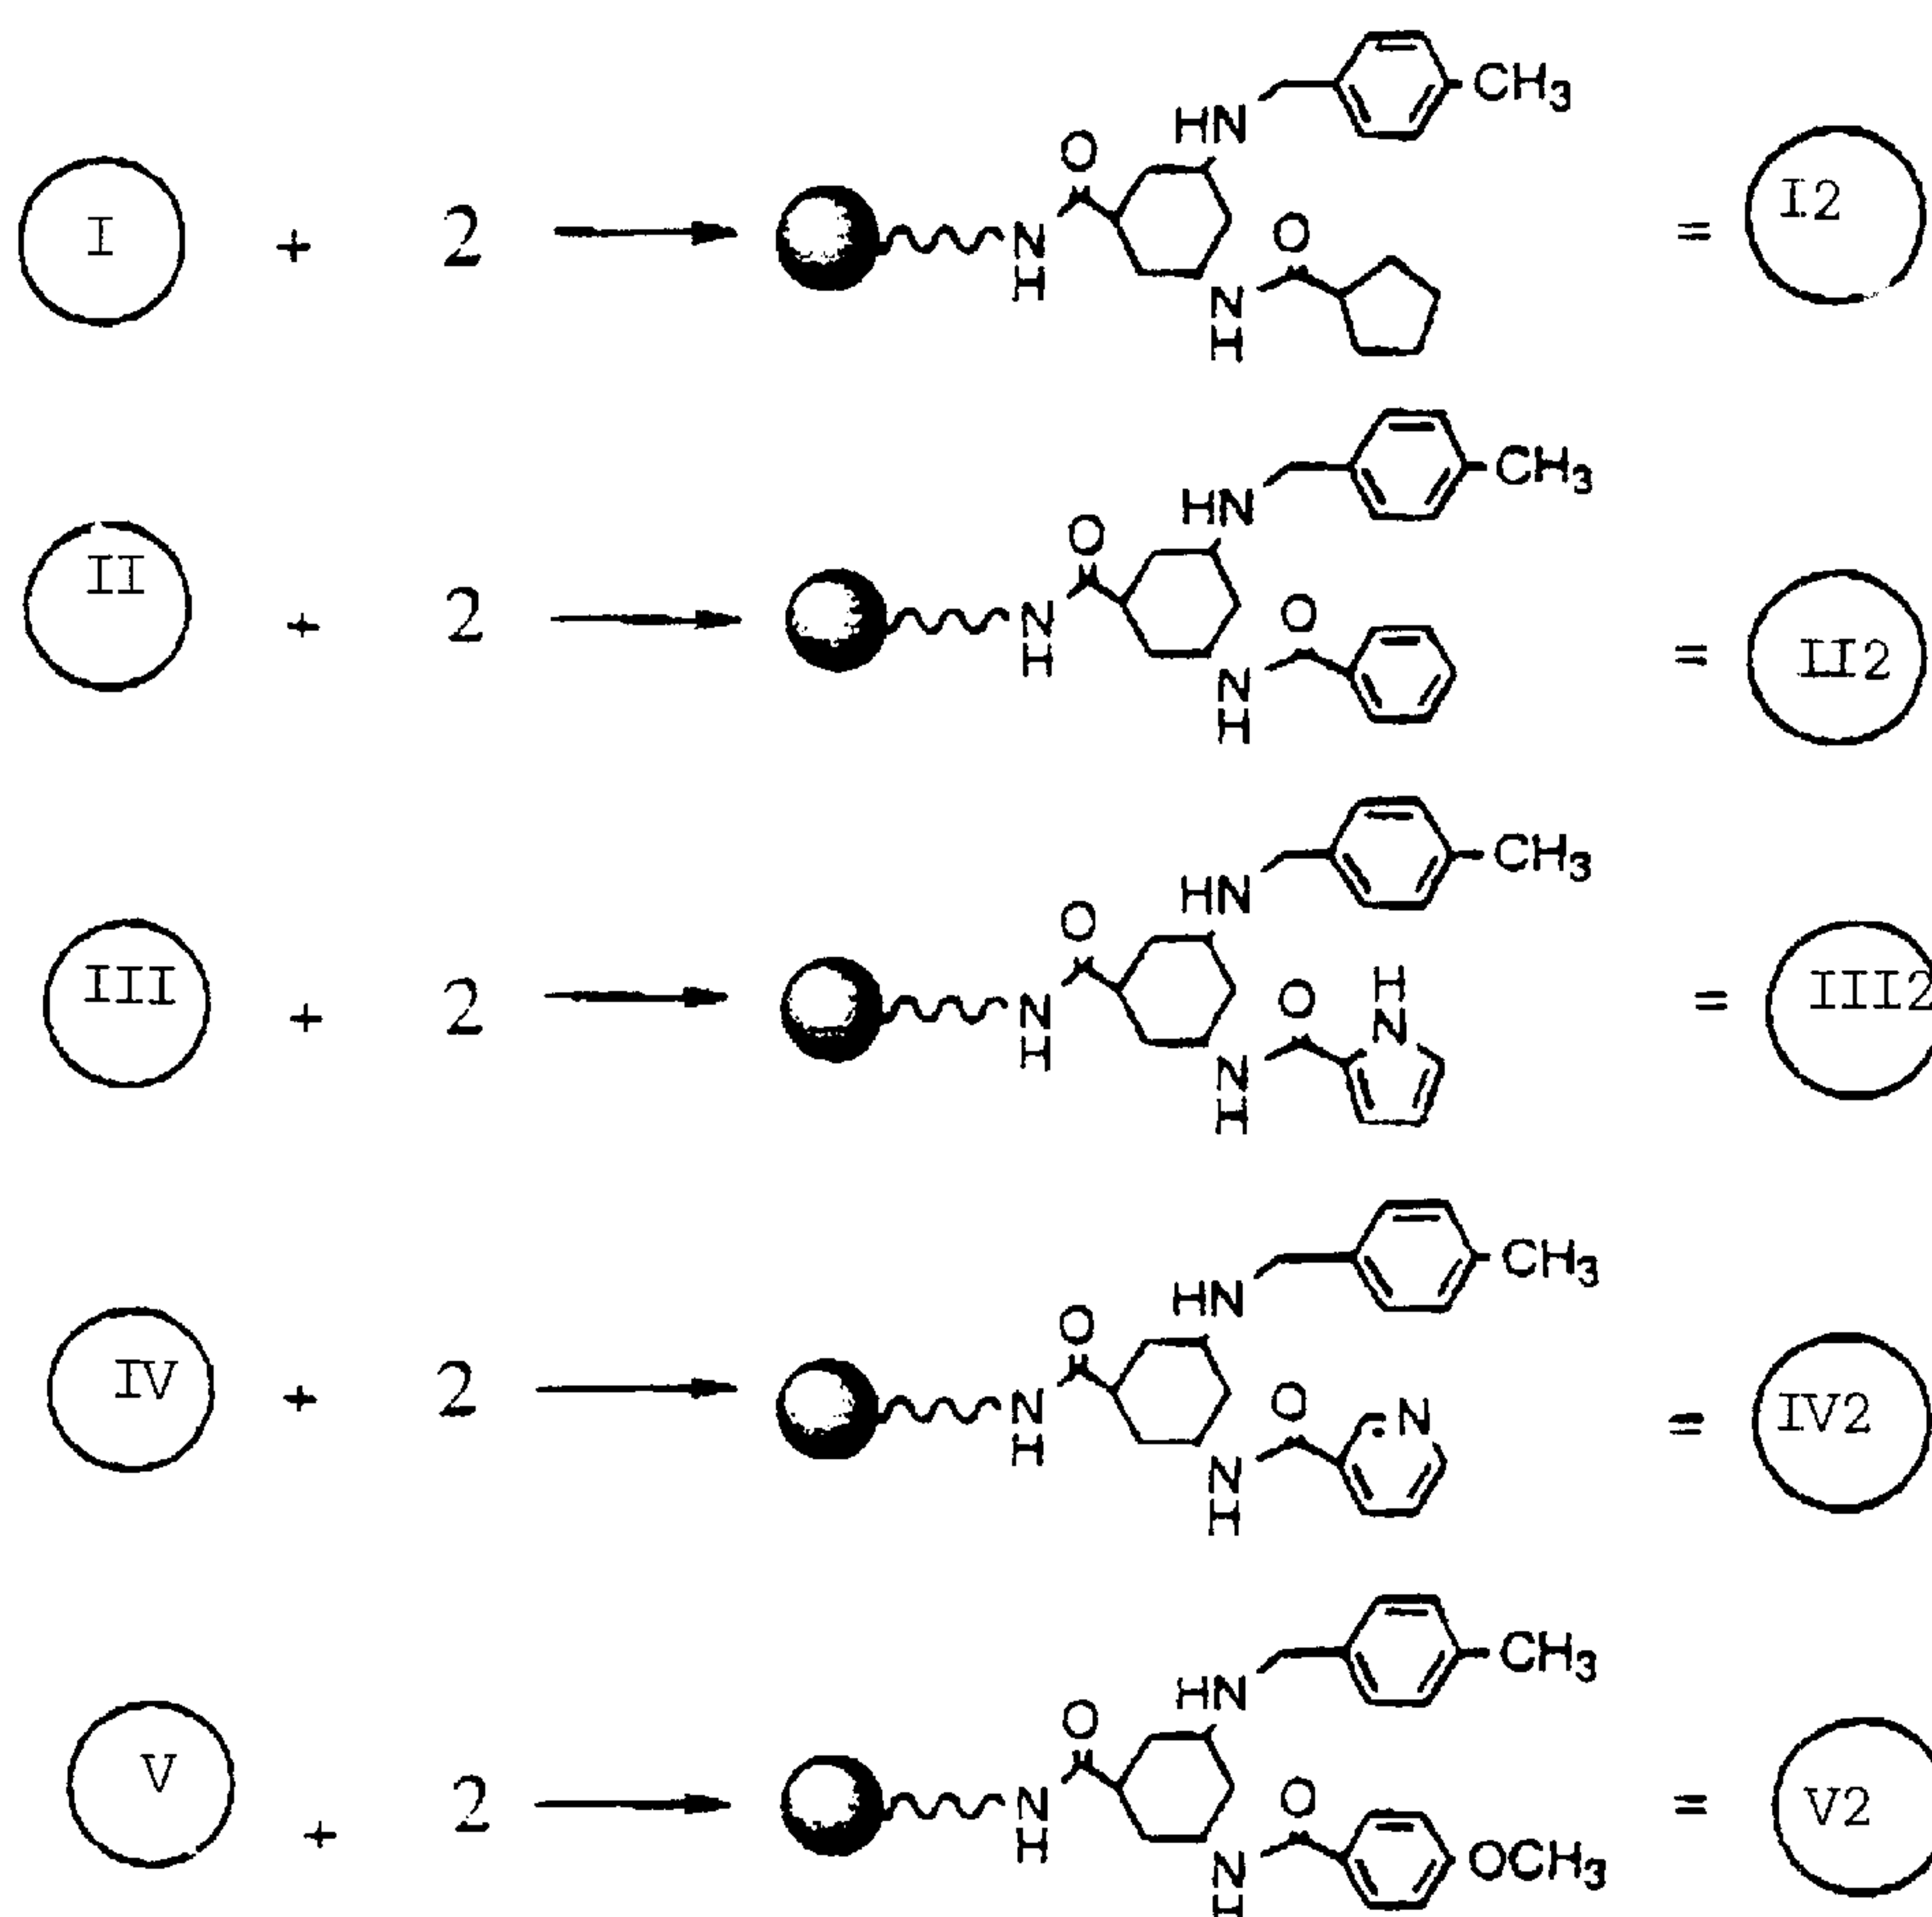 CH3
HN
O
I + 2 N = I2
H O
N
H
CH3
HN
O
II + 2 N = II2
H O
N
H
CH3
HN
O
III + 2 N = III2
H O H
N
N
H
CH3
HN
O
IV + 2 N = IV2
H O N
N
H
CH3
HN
O
V + 2 N = V2
H O
N OCH3
H